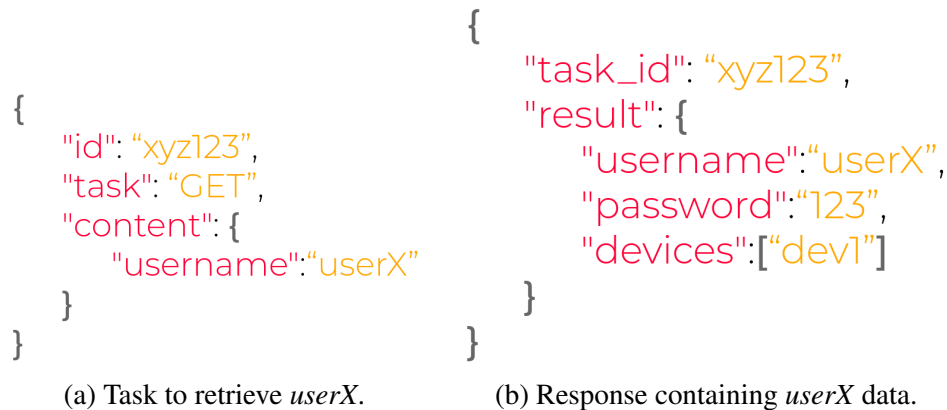 {
"id": “xyz123”,
"task": “GET”,
"content": {
"username":“userX”
}
}
(a) Task to retrieve userX.
{
"task_id": “xyz123”,
"result": {
"username":“userX”,
"password":“123”,
"devices":[“dev1”]
}
}
(b) Response containing userX data.